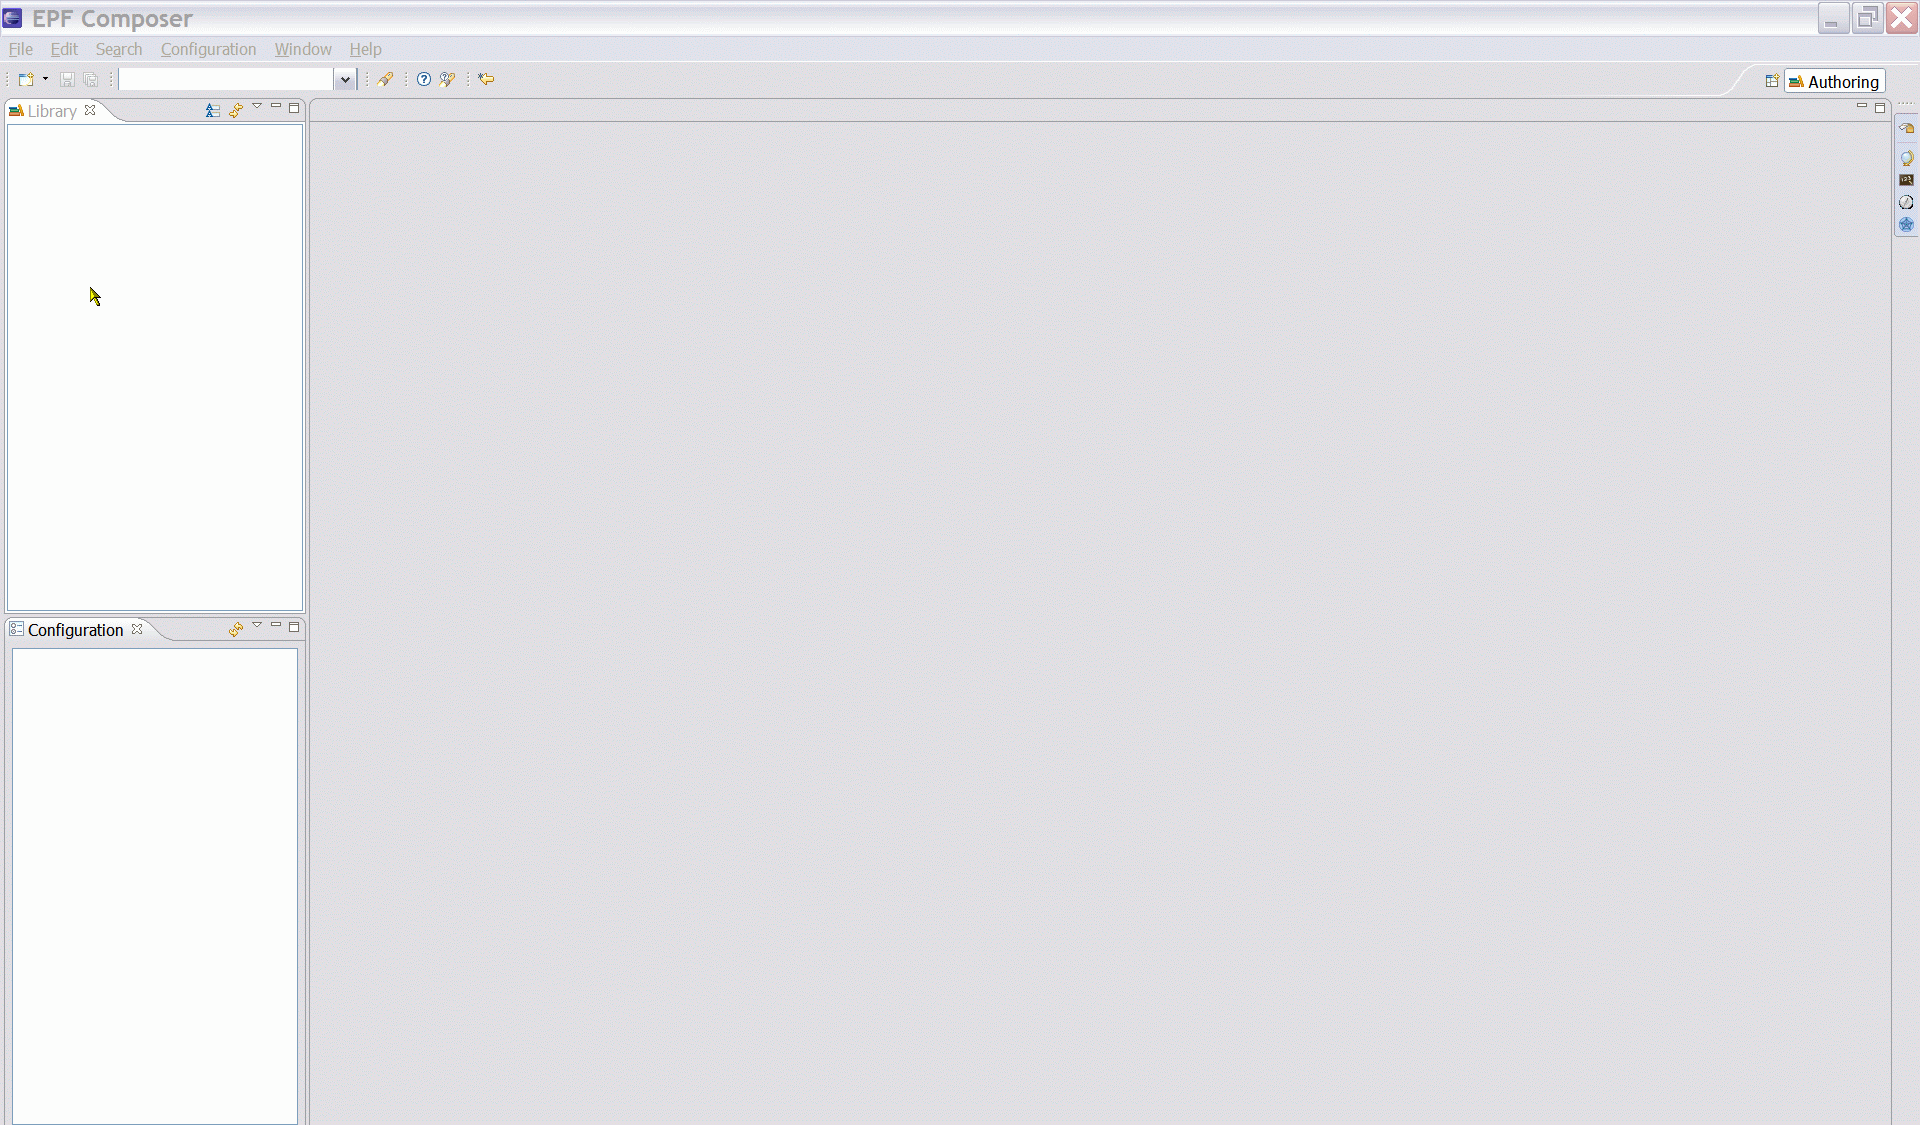 EPF Composer
File Edit Search Configuration Window Help
Authoring
Library
Configuration